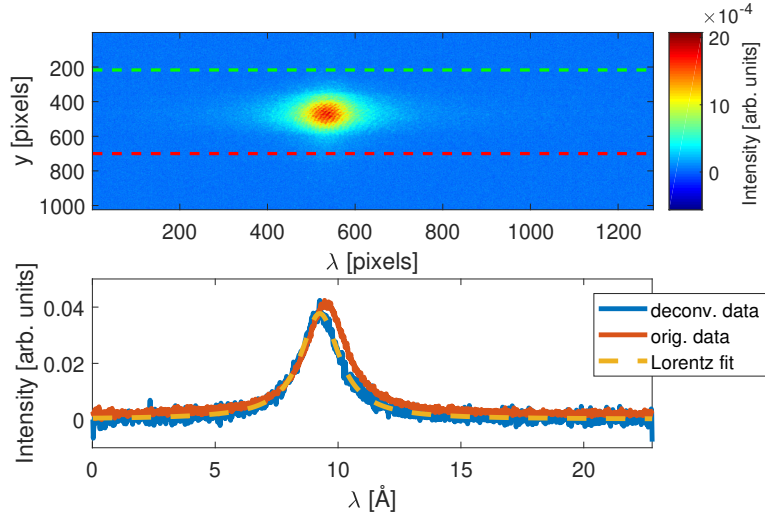 ×10⁻⁴
y [pixels]
200
400
600
800
1000
200
400
600
800
1000
1200
λ [pixels]
20
10
0
Intensity [arb. units]
Intensity [arb. units]
0.04
0.02
0
0
5
10
15
20
λ [Å]
deconv. data
orig. data
Lorentz fit